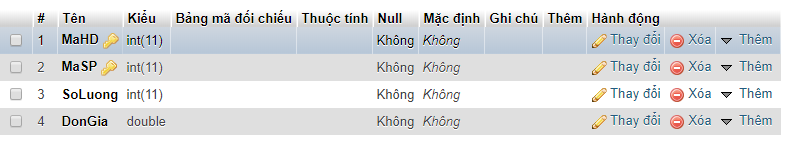 # Tên Kiểu Bảng mã đối chiếu Thuộc tính Null Mặc định Ghi chú Thêm Hành động
1 MaHD int(11) Không Không Thay đổi Xóa Thêm
2 MaSP int(11) Không Không Thay đổi Xóa Thêm
3 SoLuong int(11) Không Không Thay đổi Xóa Thêm
4 DonGia double Không Không Thay đổi Xóa Thêm